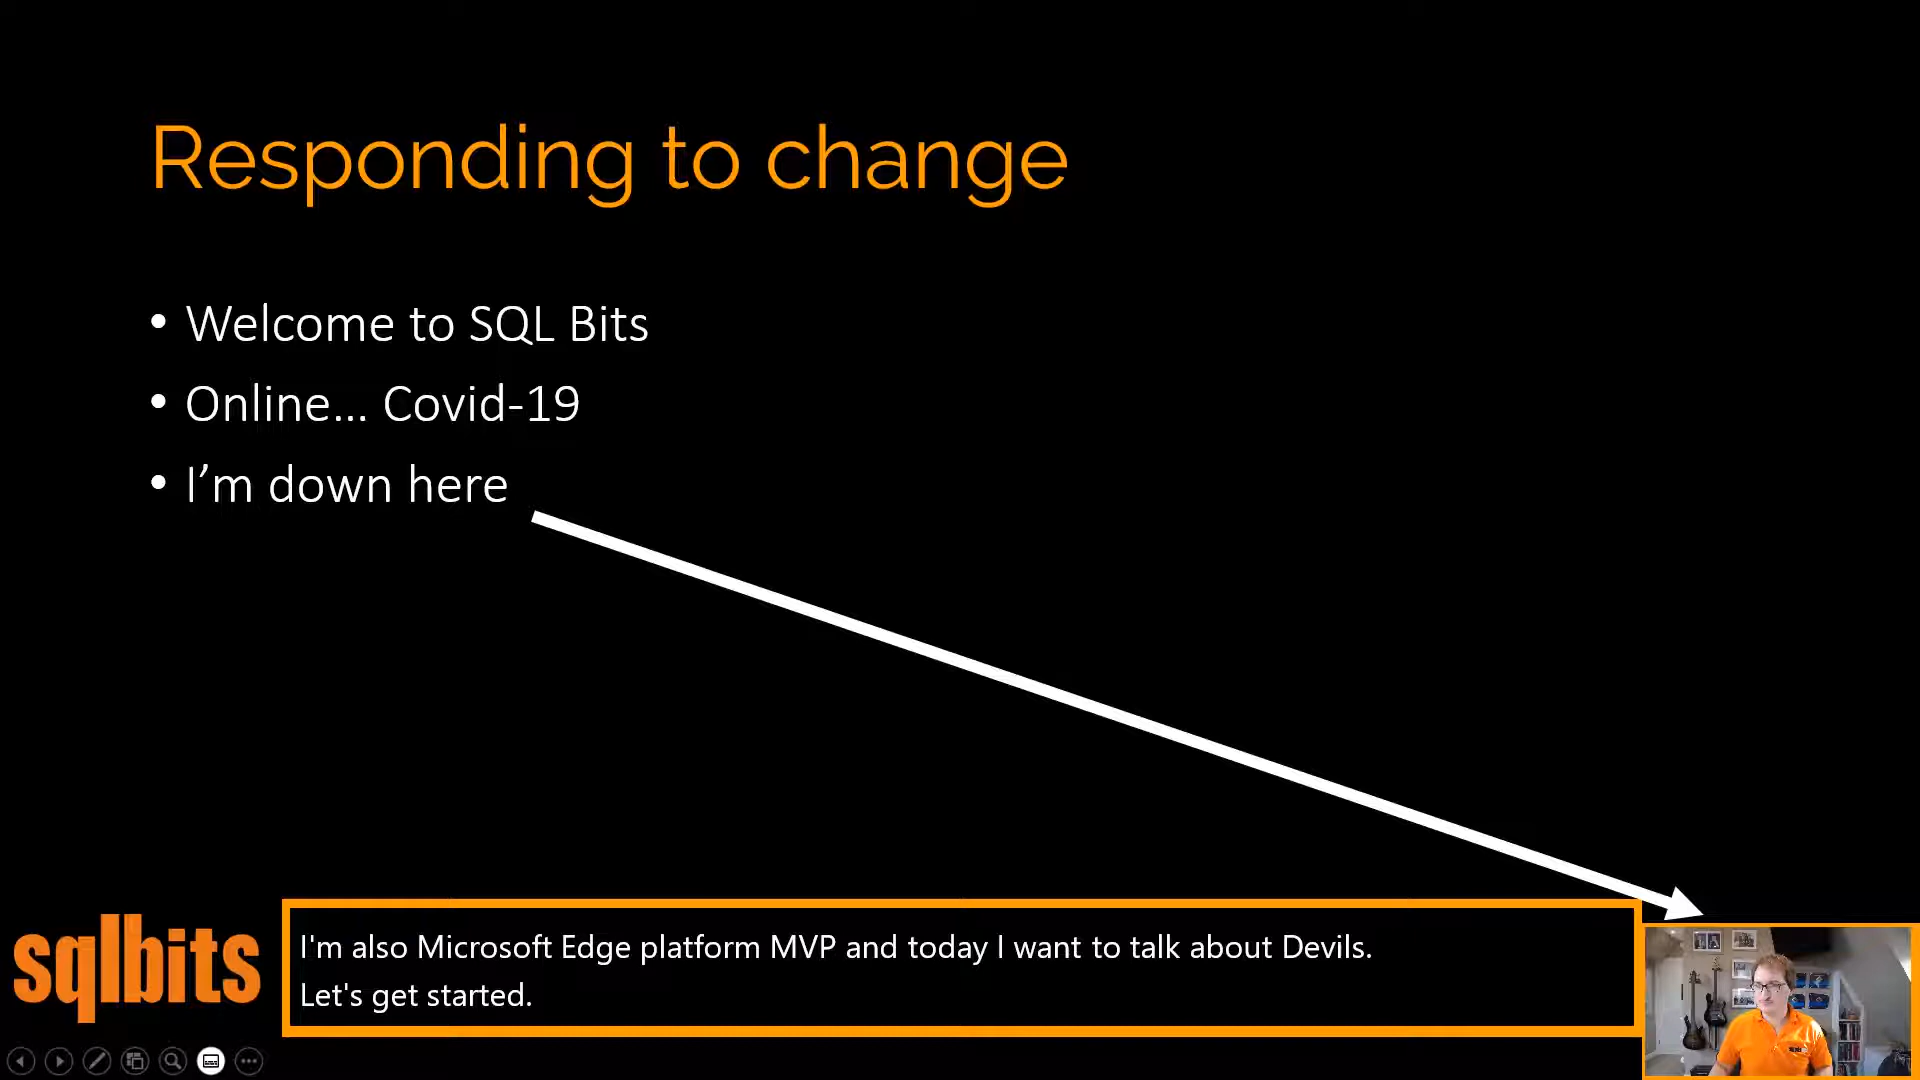 Responding to change
• Welcome to SQL Bits
• Online... Covid-19
• I’m down here
sqlbits
I'm also Microsoft Edge platform MVP and today I want to talk about Devils.
Let's get started.